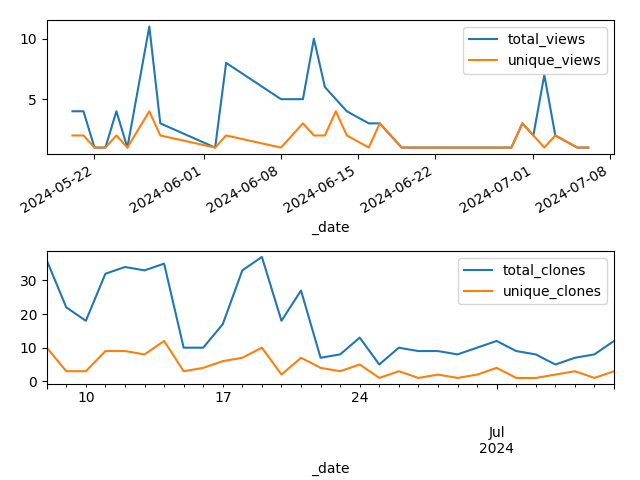 10
5
total_views
unique_views
2024-05-22
2024-06-01
2024-06-08
2024-06-15
2024-06-22
2024-07-01
2024-07-08
_date
30
20
10
0
total_clones
unique_clones
10
17
24
Jul
2024
_date